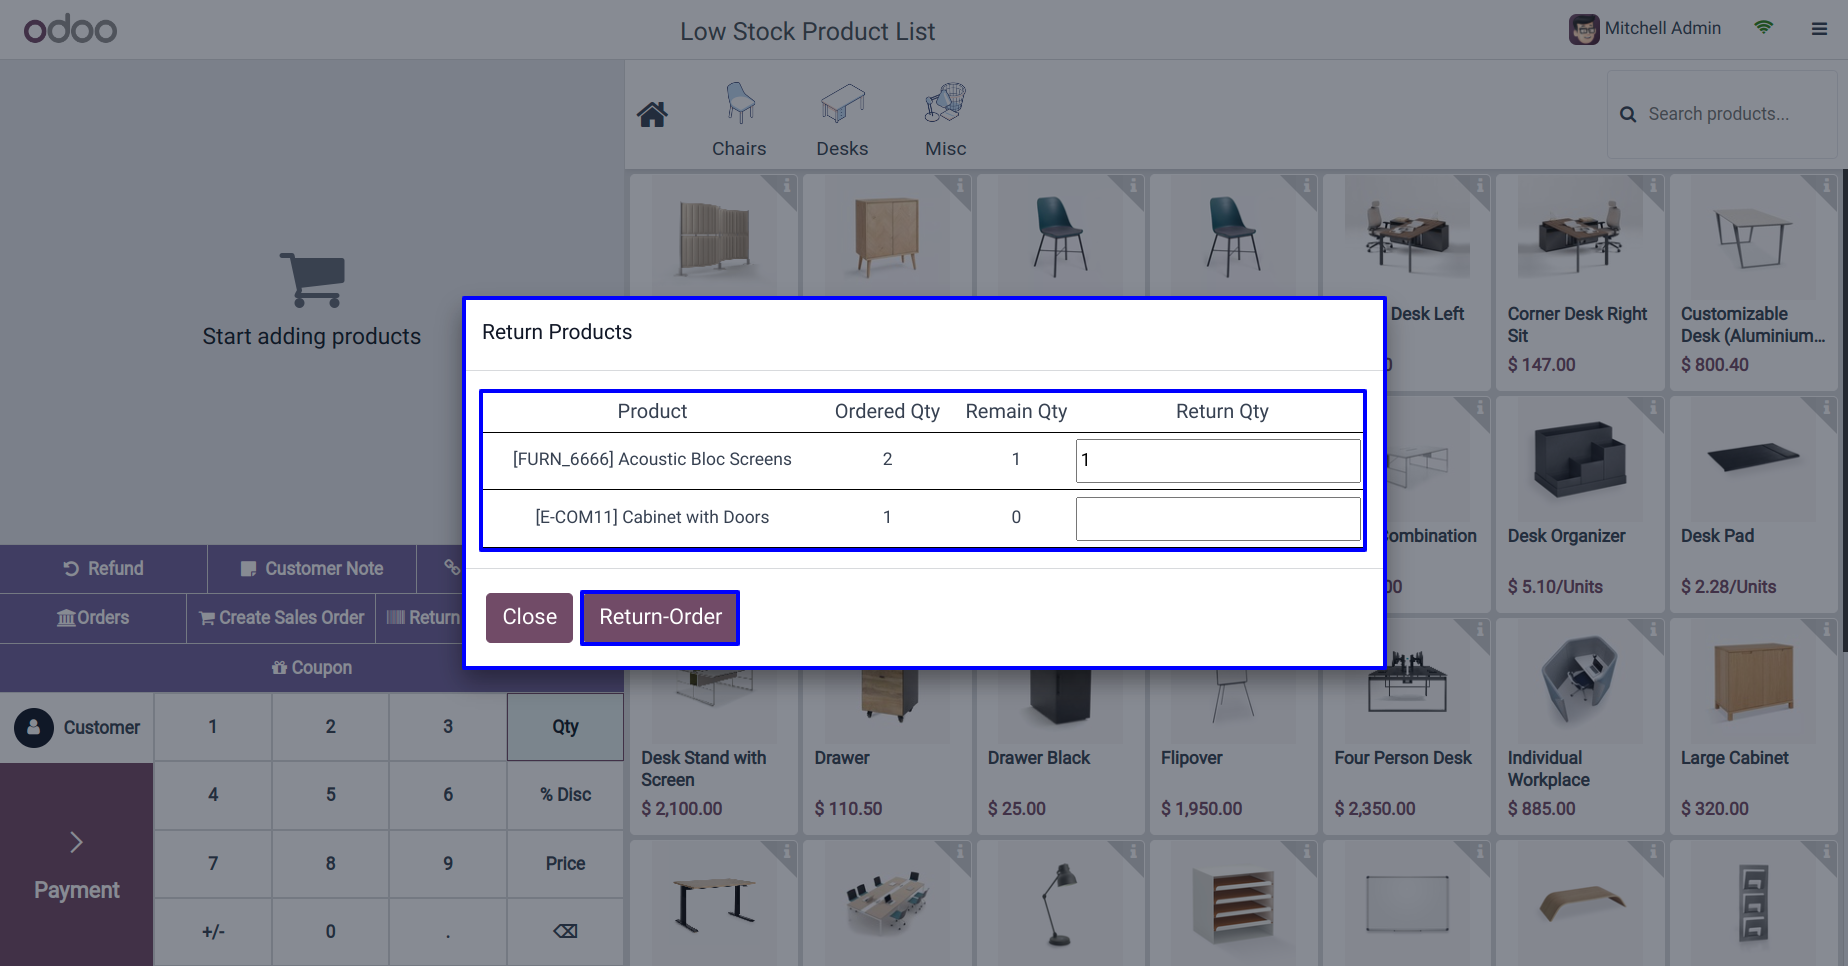 odoo
Low Stock Product List
Mitchell Admin
Chairs
Desks
Misc
Search products...
Start adding products
Desk Left
0
Corner Desk Right
Sit
$ 147.00
Customizable
Desk (Aluminium...
$ 800.40
Return Products
Product Ordered Qty Remain Qty Return Qty
[FURN_6666] Acoustic Bloc Screens 2 1 1
[E-COM11] Cabinet with Doors 1 0
Close
Return-Order
ombination
00
Desk Organizer
$ 5.10/Units
Desk Pad
$ 2.28/Units
Refund
Customer Note
Orders
Create Sales Order
Return
Coupon
Customer
Payment
1 2 3 Qty
4 5 6 % Disc
7 8 9 Price
+/- 0 . ⌫
Desk Stand with
Screen
$ 2,100.00
Drawer
$ 110.50
Drawer Black
$ 25.00
Flipover
$ 1,950.00
Four Person Desk
$ 2,350.00
Individual
Workplace
$ 885.00
Large Cabinet
$ 320.00